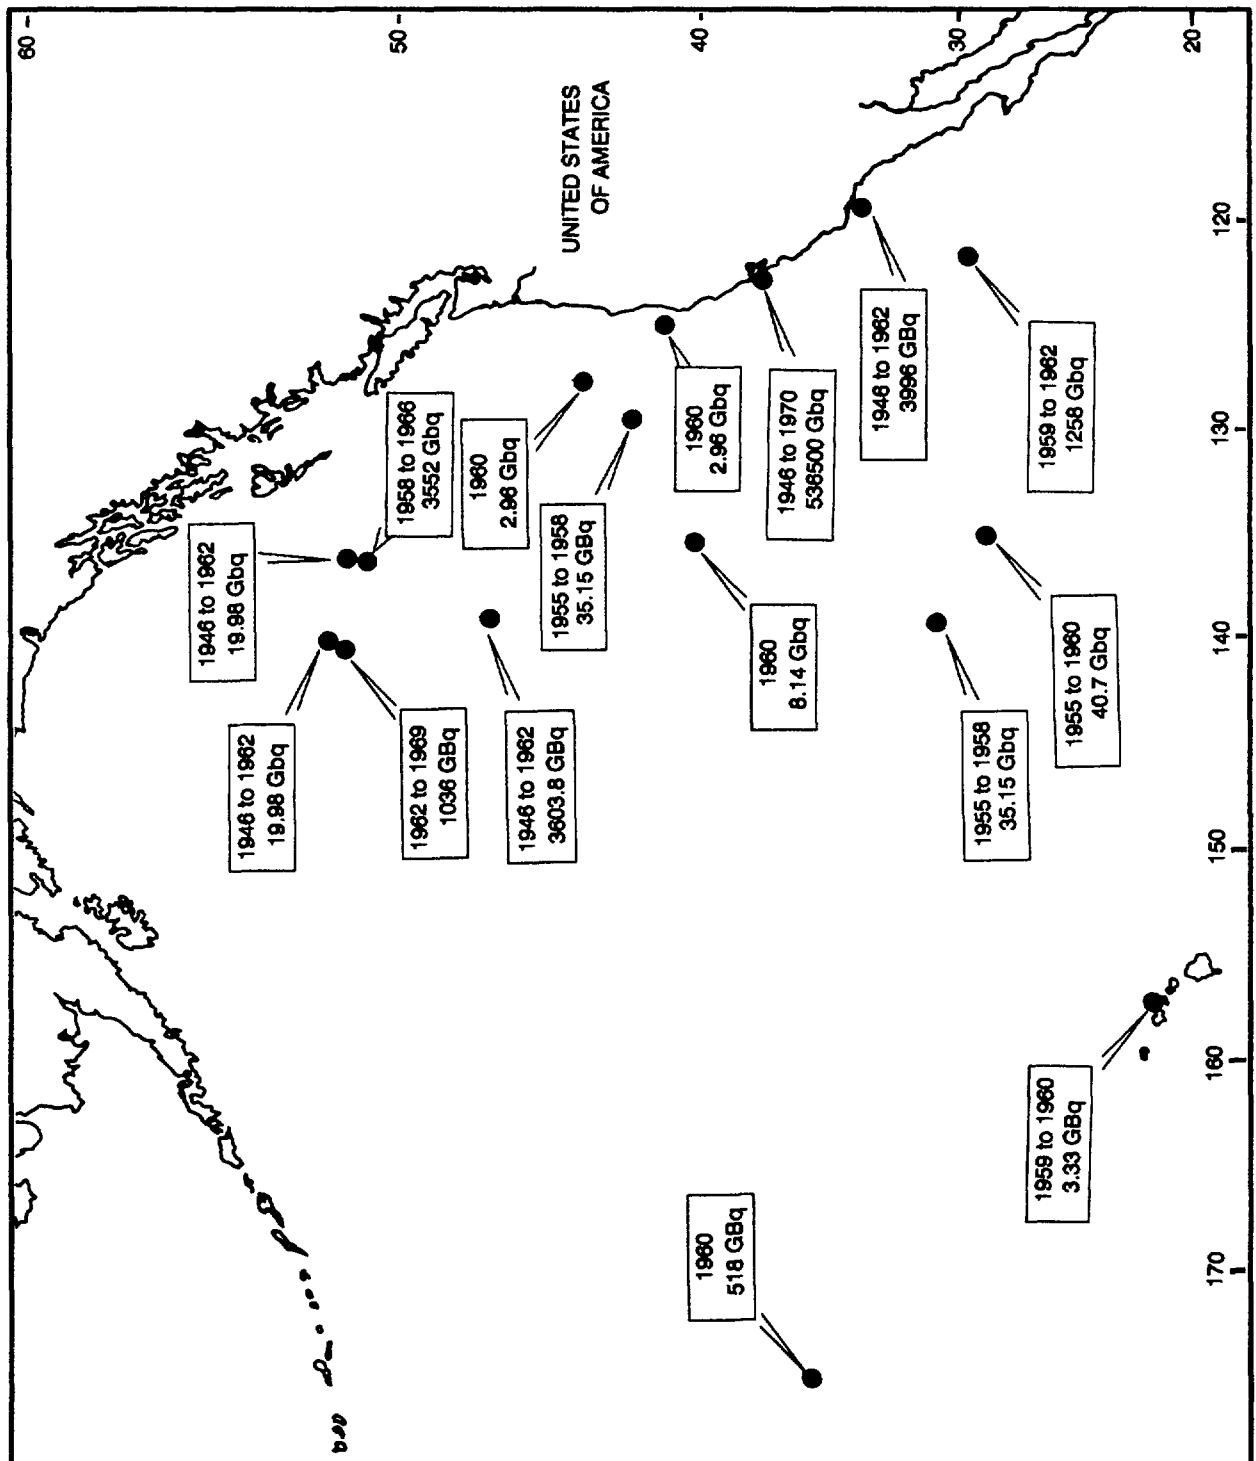 60 -
1946 to 1962
19.98 Gbq
1946 to 1962
19.98 Gbq
50 -
1958 to 1966
3552 Gbq
1962 to 1969
1036 GBq
1960
2.96 Gbq
1946 to 1962
3603.8 GBq
1955 to 1958
35.15 GBq
UNITED STATES
OF AMERICA
40 -
1960
518 GBq
1960
2.96 Gbq
1960
8.14 Gbq
1946 to 1970
536500 Gbq
1946 to 1962
3996 GBq
30 -
1955 to 1958
35.15 Gbq
1959 to 1960
3.33 GBq
1959 to 1962
1258 Gbq
1955 to 1960
40.7 Gbq
20 -
170
160
150
140
130
120